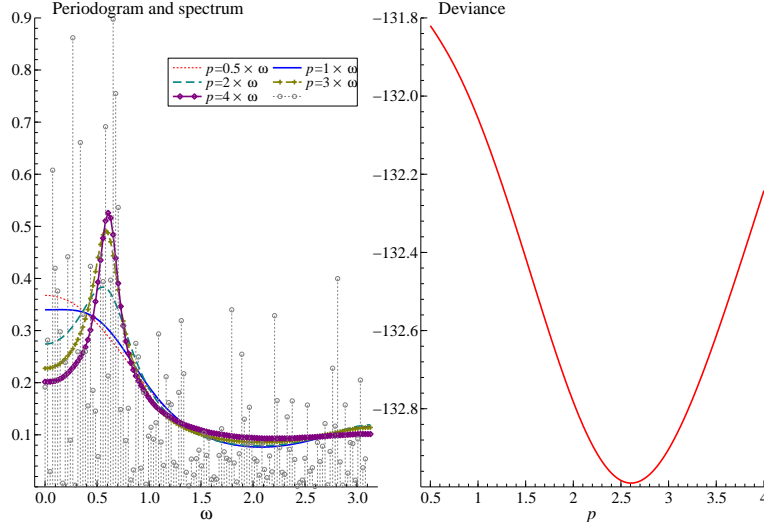 Periodogram and spectrum
0.9
0.8
0.7
0.6
0.5
0.4
0.3
0.2
0.1
p=0.5× ω p=1× ω
p=2× ω p=3× ω
p=4× ω
0.0 0.5 1.0 1.5 2.0 2.5 3.0
ω
Deviance
−131.8
−132.0
−132.2
−132.4
−132.6
−132.8
0.5 1 1.5 2 2.5 3 3.5 4
p